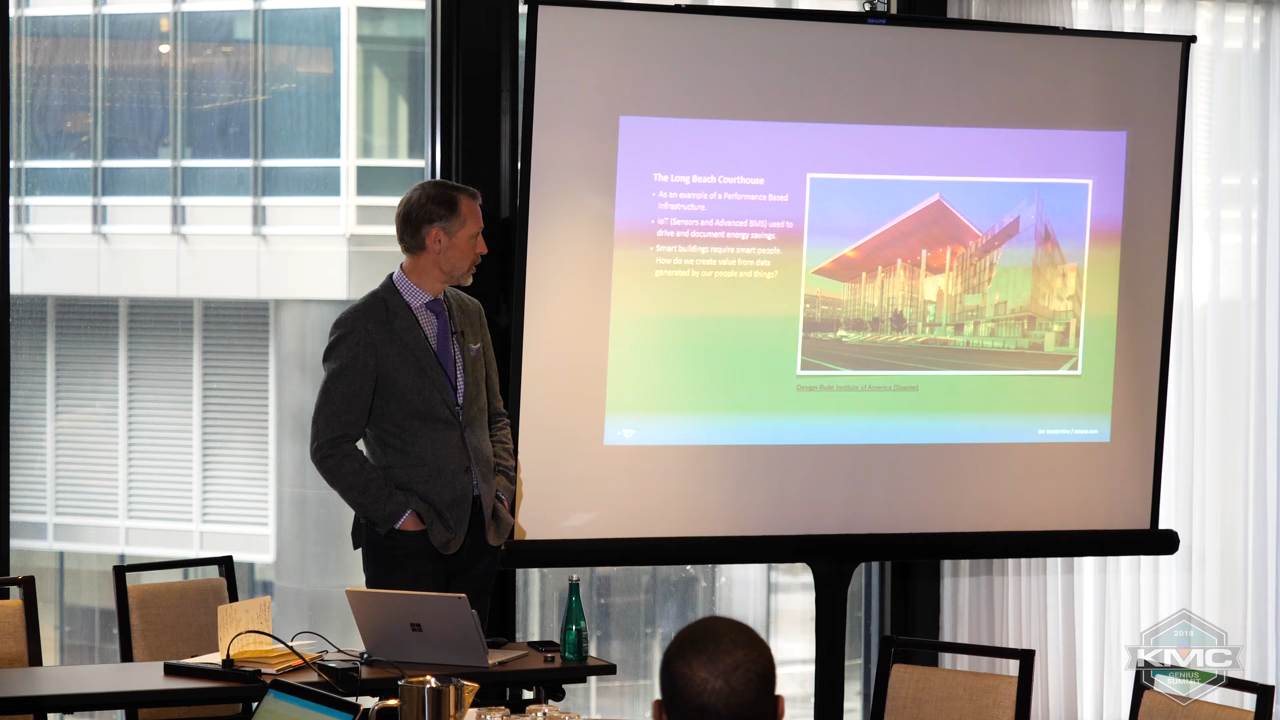 The Long Beach Courthouse
• As an example of a Performance Based
Infrastructure.
• IoT (Sensors and Advanced BMS) used to
drive and document energy savings.
• Smart buildings require smart people.
How do we create value from data
generated by our people and things?
Design-Build Institute of America (Source)
2018
KMC
GENIUS
SUMMIT